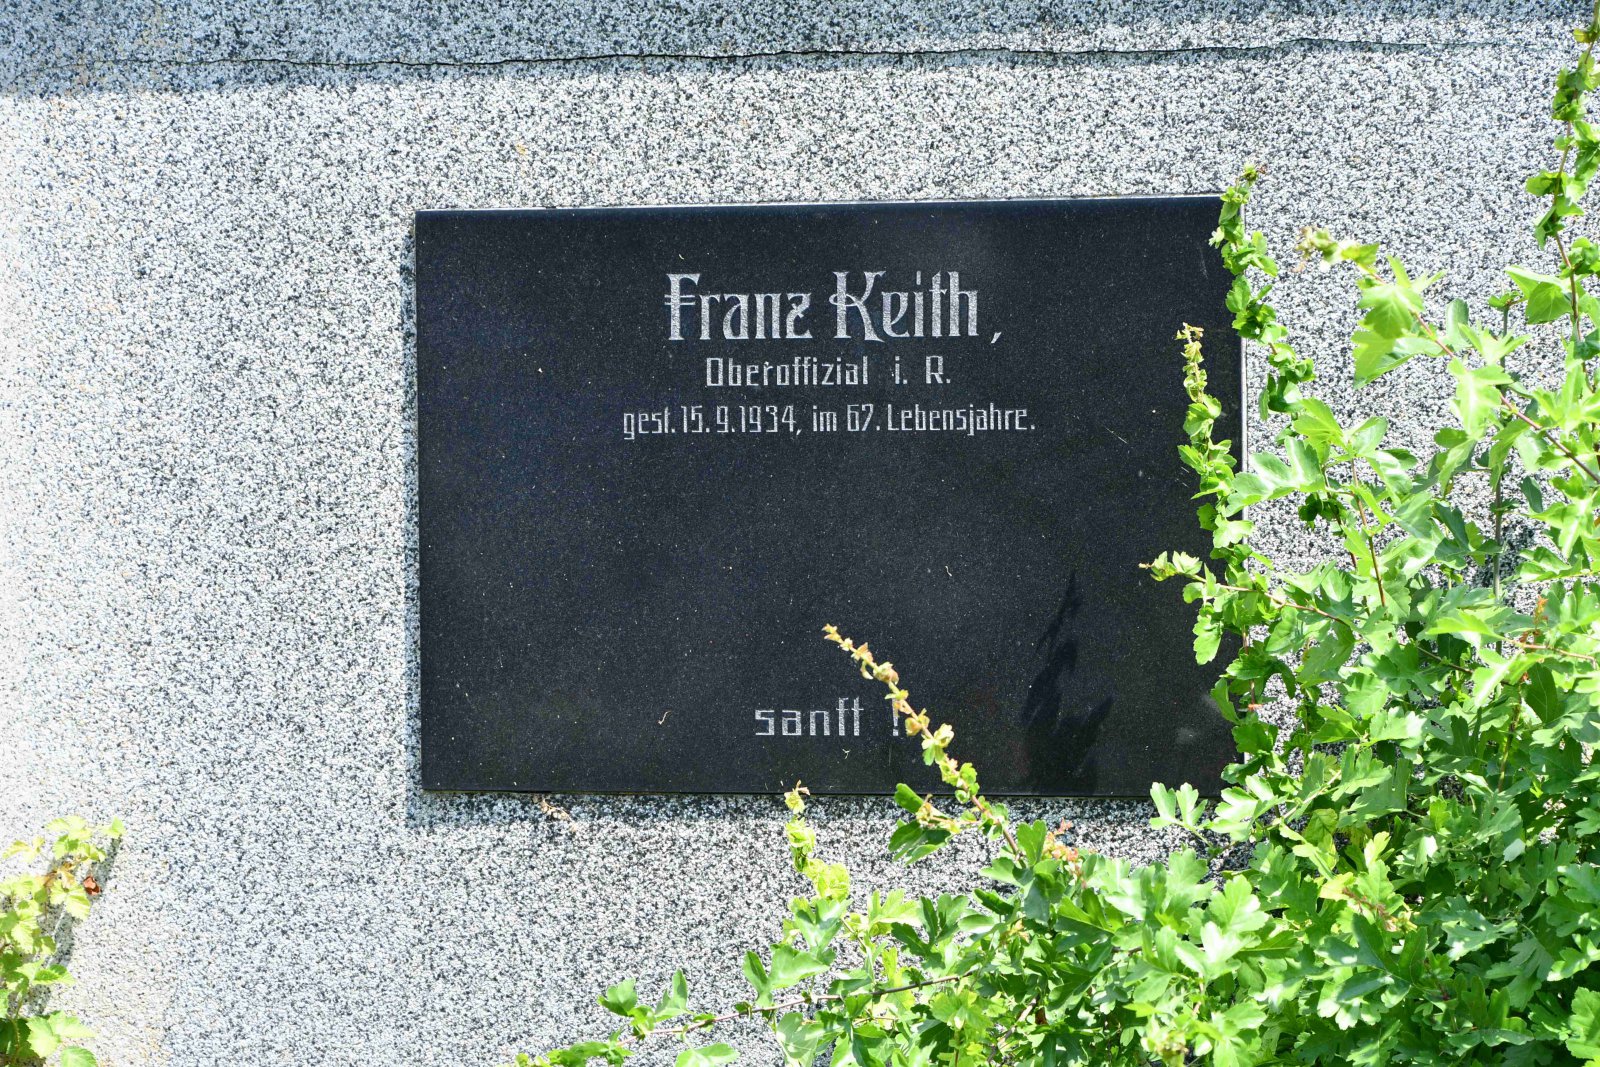 Franz Keith,
Oberoffizial i. R.
gest. 15. 9. 1934, im 67. Lebensjahre.
sanft !